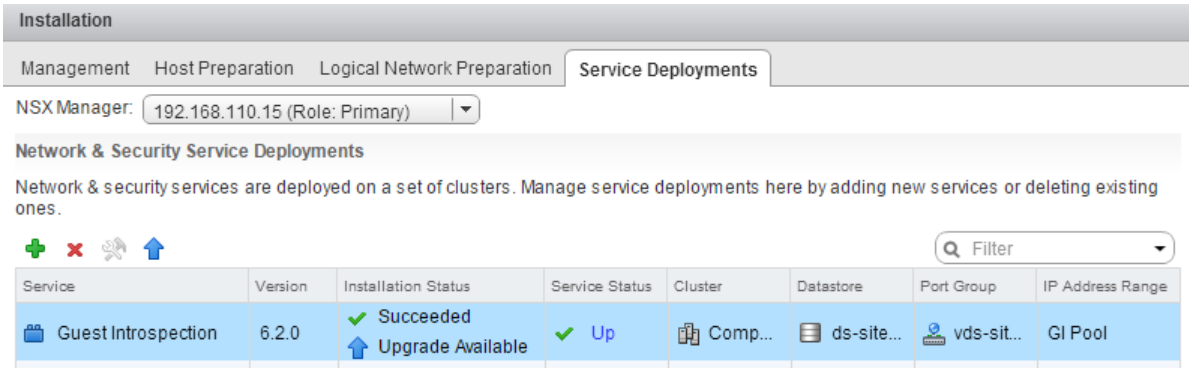 Installation
Management Host Preparation Logical Network Preparation Service Deployments
NSX Manager: 192.168.110.15 (Role: Primary)
Network & Security Service Deployments
Network & security services are deployed on a set of clusters. Manage service deployments here by adding new services or deleting existing
ones.
Filter
Service Version Installation Status Service Status Cluster Datastore Port Group IP Address Range
Guest Introspection 6.2.0 Succeeded Up Comp... ds-site... vds-sit... GI Pool
Upgrade Available